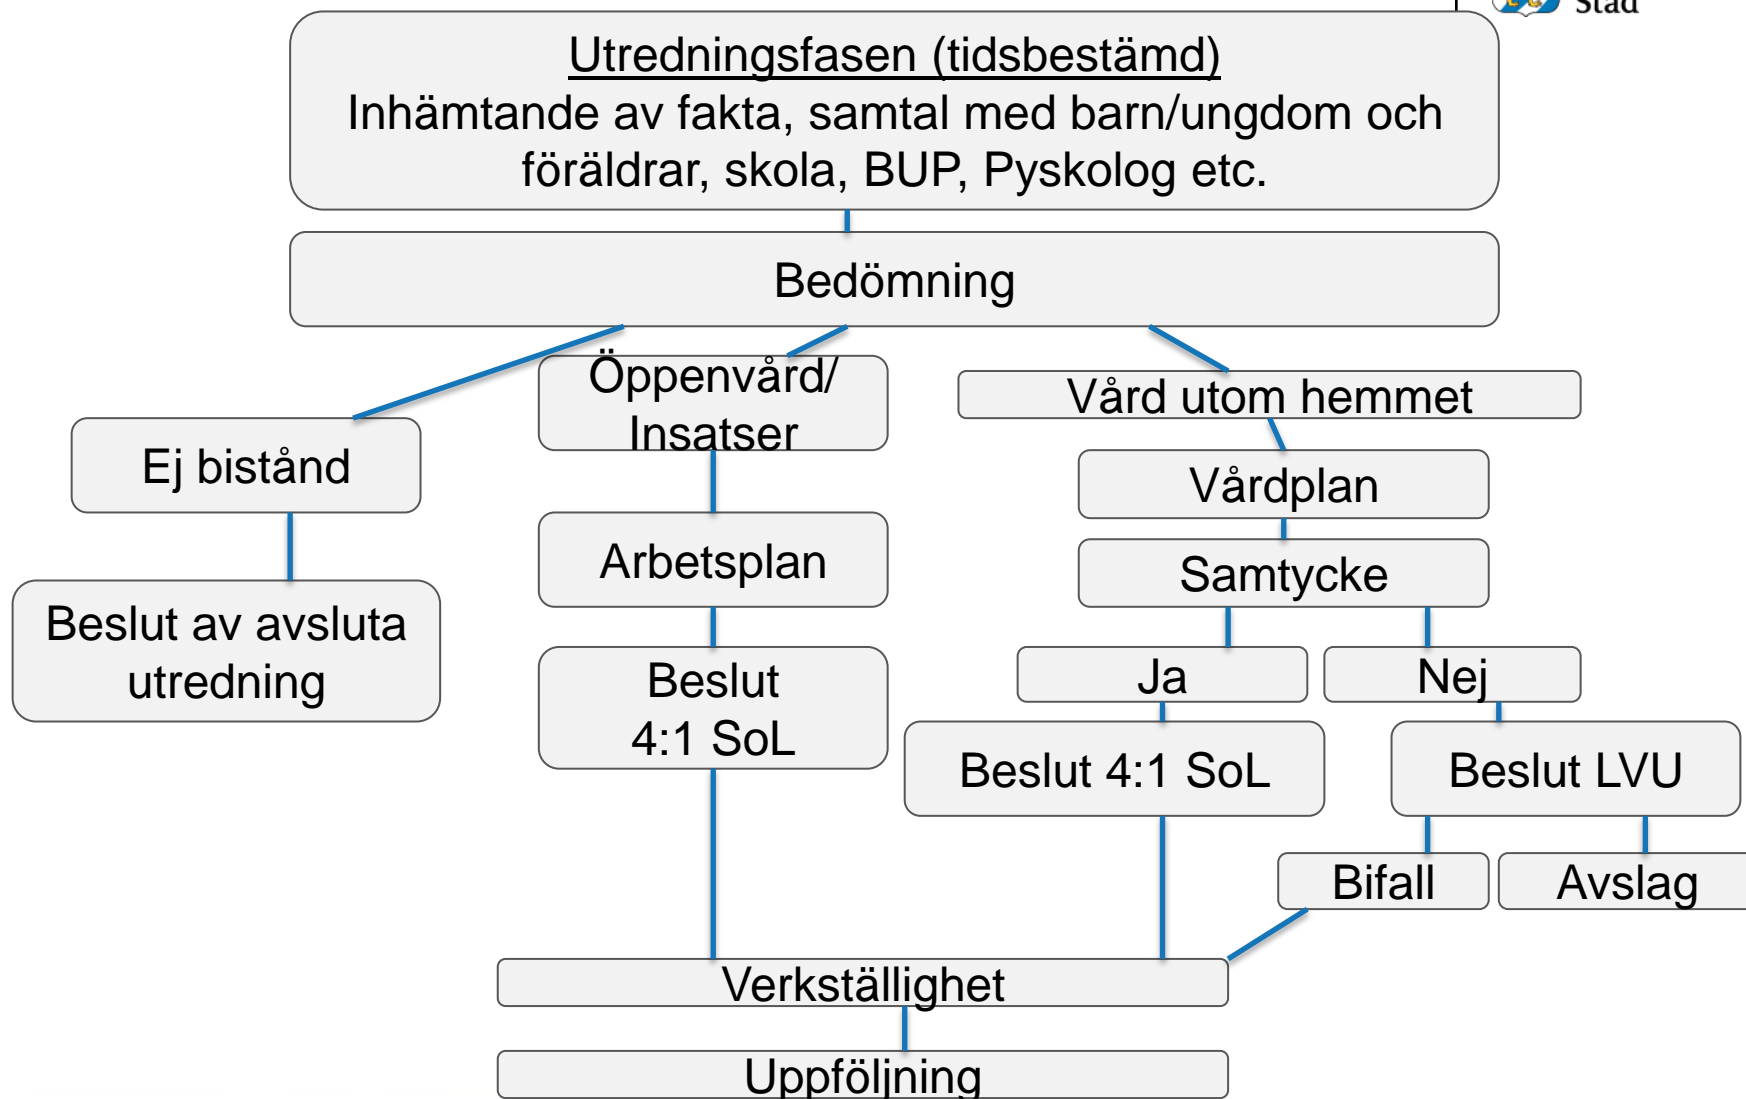 Stad
Utredningsfasen (tidsbestämd)
Inhämtande av fakta, samtal med barn/ungdom och
föräldrar, skola, BUP, Pyskolog etc.
Bedömning
Öppenvård/
Insatser
Vård utom hemmet
Ej bistånd
Vårdplan
Arbetsplan
Samtycke
Beslut av avsluta
utredning
Beslut
4:1 SoL
Ja
Nej
Beslut 4:1 SoL
Beslut LVU
Bifall
Avslag
Verkställighet
Uppföljning